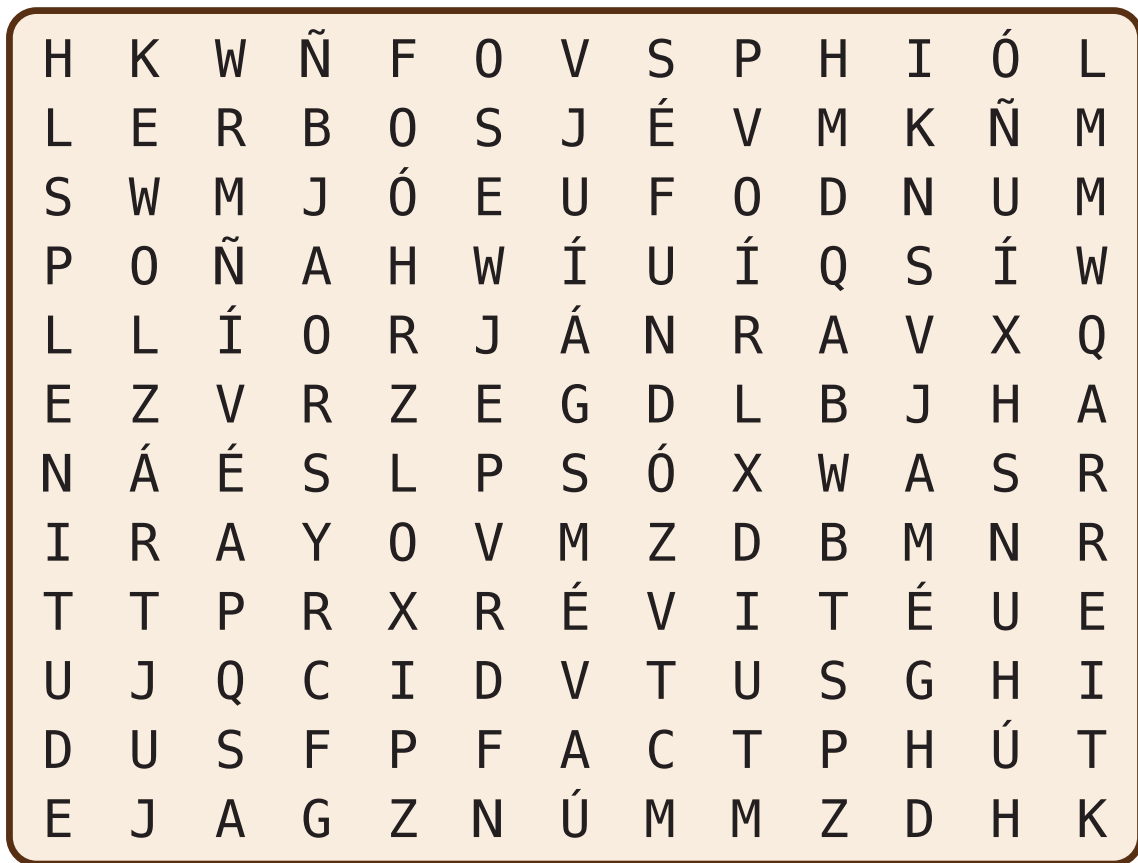 H K W Ñ F O V S P H I Ó L
L E R B O S J É V M K Ñ M
S W M J Ó E U F O D N U M
P O Ñ A H W Í U Í Q S Í W
L L Í O R J Á N R A V X Q
E Z V R Z E G D L B J H A
N Á É S L P S Ó X W A S R
I R A Y O V M Z D B M N R
T T P R X R É V I T É U E
U J Q C I D V T U S G H I
D U S F P F A C T P H Ú T
E J A G Z N Ú M M Z D H K